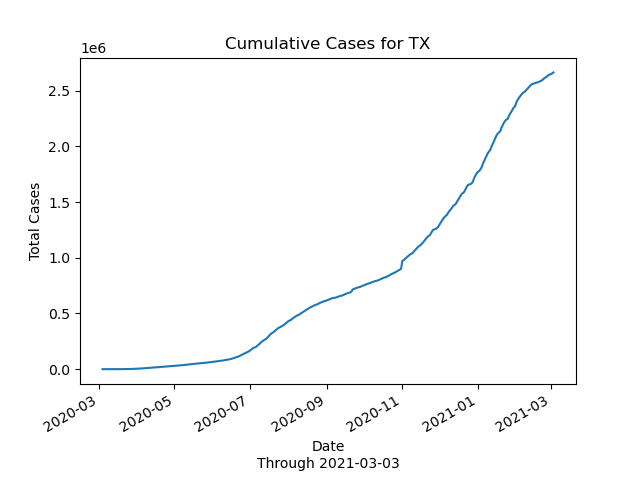 Cumulative Cases for TX
1e6
2.5
2.0
1.5
1.0
0.5
0.0
Total Cases
2020-03
2020-05
2020-07
2020-09
2020-11
2021-01
2021-03
Date
Through 2021-03-03